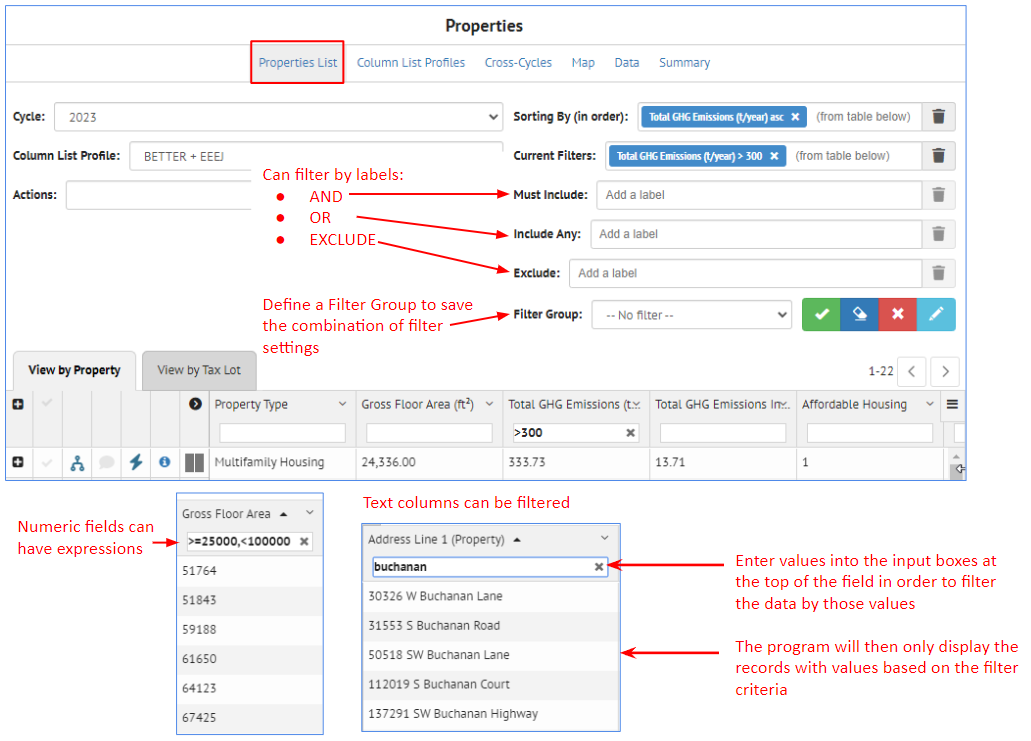 Properties
Properties List Column List Profiles Cross-Cycles Map Data Summary
Cycle: 2023
Sorting By (in order): Total GHG Emissions (t/year) asc (from table below)
Column List Profile: BETTER + EEEJ
Current Filters: Total GHG Emissions (t/year) > 300 (from table below)
Actions:
Can filter by labels:
● AND
● OR
● EXCLUDE
Must Include: Add a label
Include Any: Add a label
Exclude: Add a label
Define a Filter Group to save
the combination of filter
settings
Filter Group: -- No filter --
View by Property View by Tax Lot
1-22
Property Type Gross Floor Area (ft²) Total GHG Emissions (t... Total GHG Emissions In... Affordable Housing
>300
Multifamily Housing 24,336.00 333.73 13.71 1
Numeric fields can
have expressions
Gross Floor Area
>=25000,<100000
51764
51843
59188
61650
64123
67425
Text columns can be filtered
Address Line 1 (Property)
buchanan
30326 W Buchanan Lane
31553 S Buchanan Road
50518 SW Buchanan Lane
112019 S Buchanan Court
137291 SW Buchanan Highway
Enter values into the input boxes at
the top of the field in order to filter
the data by those values
The program will then only display the
records with values based on the filter
criteria